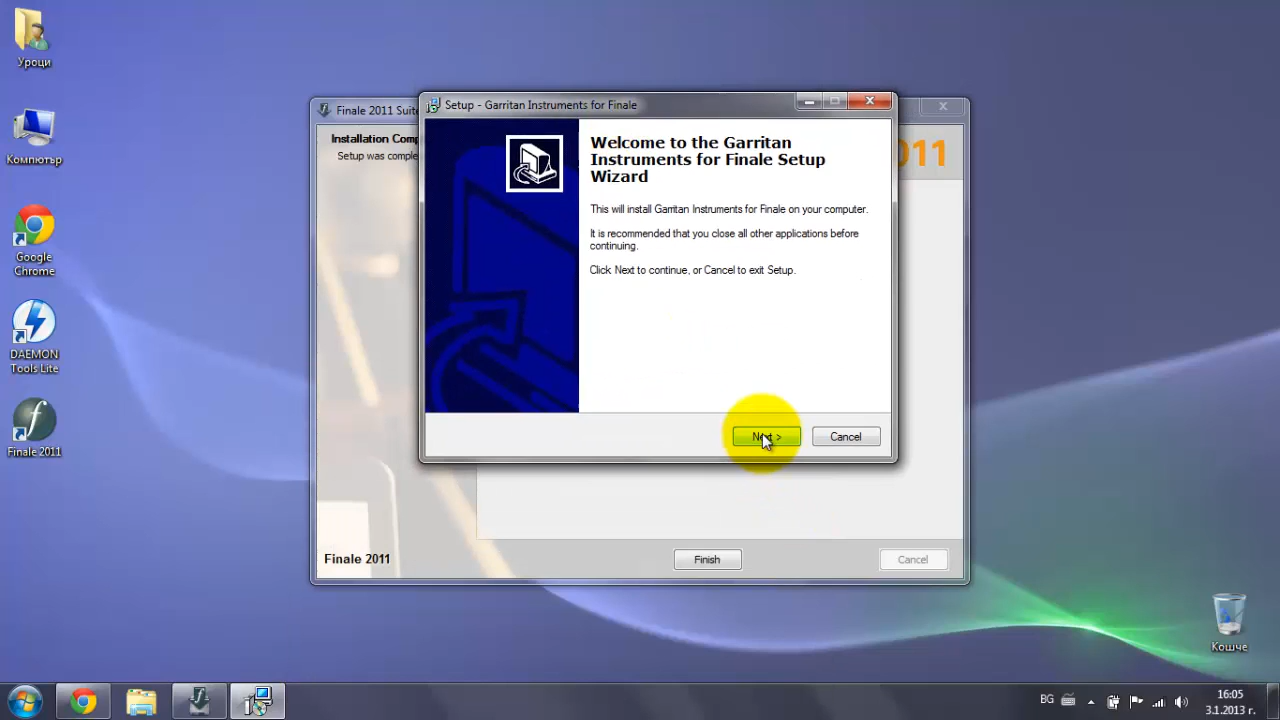 Уроци
Компютър
Google
Chrome
DAEMON
Tools Lite
Finale 2011
Finale 2011 Suite
Installation Comp
Setup was comple
011
Setup - Garritan Instruments for Finale
Welcome to the Garritan
Instruments for Finale Setup
Wizard
This will install Garritan Instruments for Finale on your computer.
It is recommended that you close all other applications before
continuing.
Click Next to continue, or Cancel to exit Setup.
Next >
Cancel
Finale 2011
Finish
Cancel
Кошче
BG
16:05
3.1.2013 г.